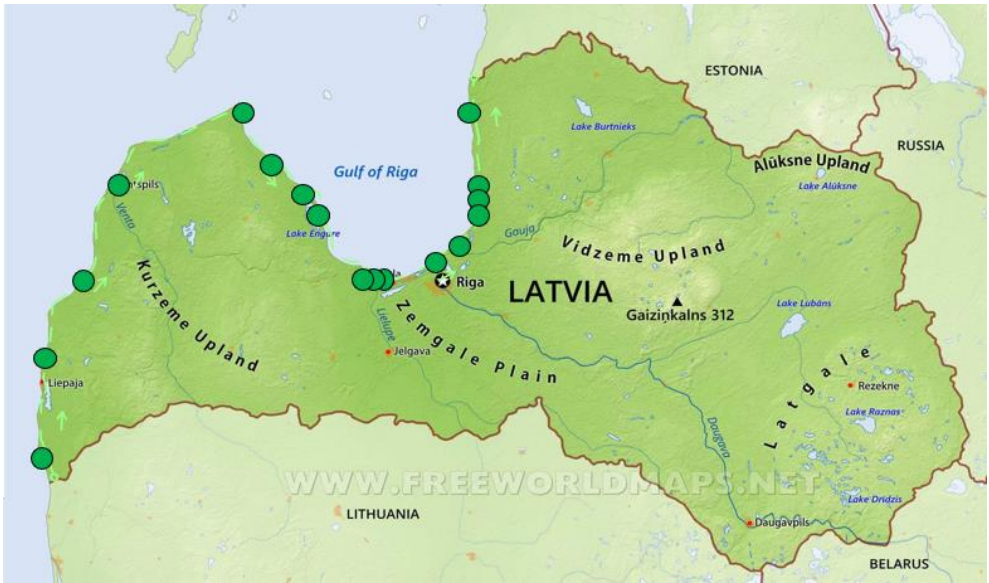 ESTONIA
Lake Burtnieks
RUSSIA
Alūksne Upland
Lake Alūksne
Gulf of Riga
Venta
Lake Engure
Gauja
Vidzeme Upland
Kurzeme Upland
Riga
LATVIA
Gaiziņkalns 312
Lake Lubāns
Lielupe
Zemgale Plain
Jelgava
Liepaja
Latgale
Rezekne
Lake Raznas
Daugava
WWW.FREEWORLDMAPS.NET
Lake Drīdzis
LITHUANIA
Daugavpils
BELARUS